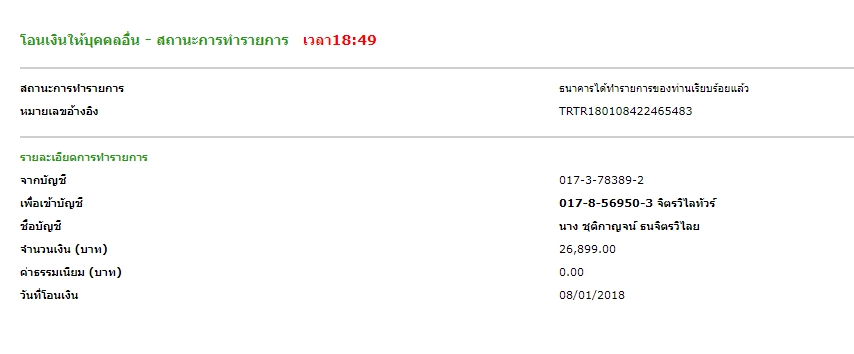 โอนเงินให้บุคคลอื่น - สถานะการทำรายการ เวลา18:49
สถานะการทำรายการ ธนาคารได้ทำรายการของท่านเรียบร้อยแล้ว
หมายเลขอ้างอิง TRTR180108422465483
รายละเอียดการทำรายการ
จากบัญชี 017-3-78389-2
เพื่อเข้าบัญชี 017-8-56950-3 จิตรวิไลทัวร์
ชื่อบัญชี นาง ชุติกาญจน์ ธนจิตรวิไลย
จำนวนเงิน (บาท) 26,899.00
ค่าธรรมเนียม (บาท) 0.00
วันที่โอนเงิน 08/01/2018